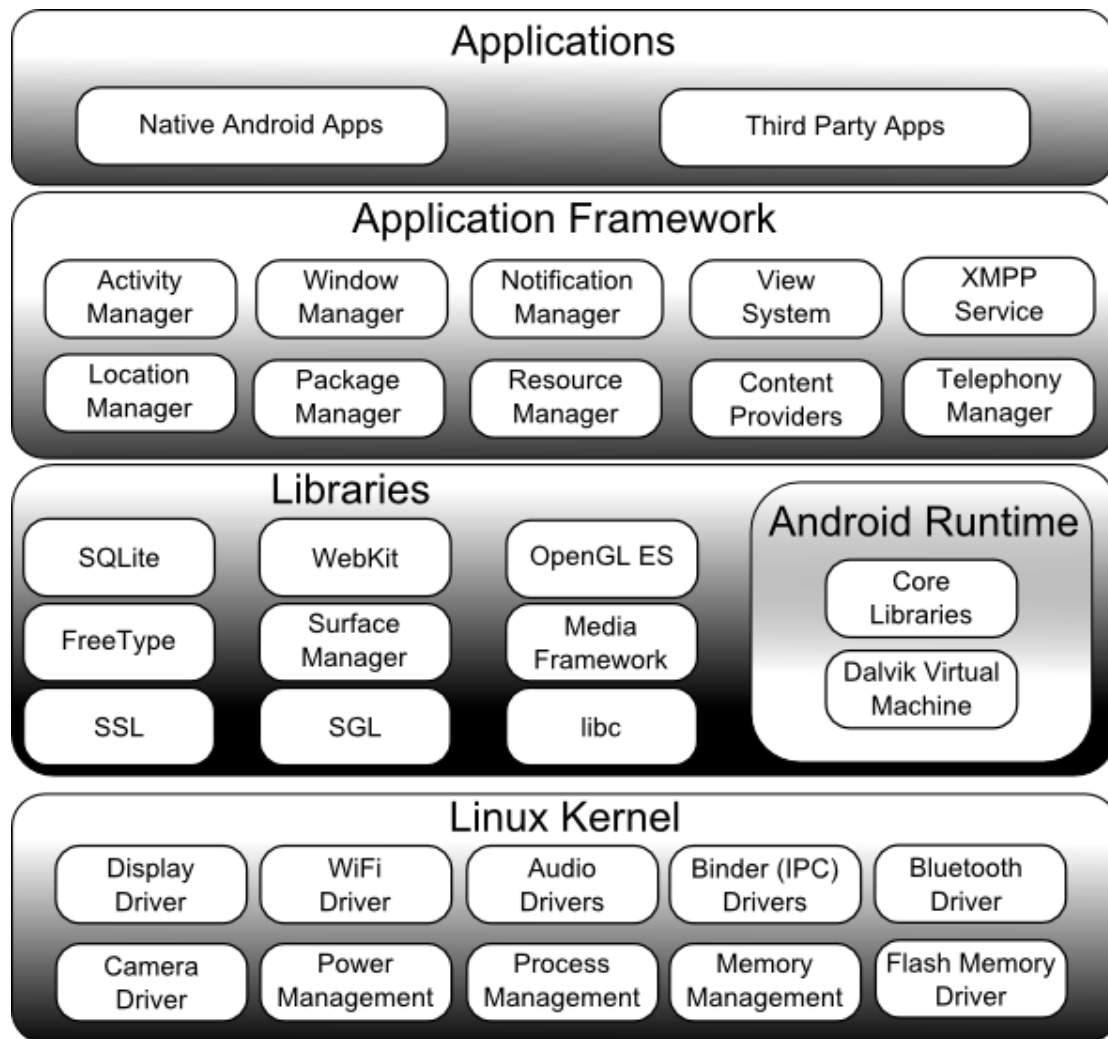 Applications
Native Android Apps
Third Party Apps
Application Framework
Activity
Manager
Window
Manager
Notification
Manager
View
System
XMPP
Service
Location
Manager
Package
Manager
Resource
Manager
Content
Providers
Telephony
Manager
Libraries
SQLite
WebKit
OpenGL ES
FreeType
Surface
Manager
Media
Framework
SSL
SGL
libc
Android Runtime
Core
Libraries
Dalvik Virtual
Machine
Linux Kernel
Display
Driver
WiFi
Driver
Audio
Drivers
Binder (IPC)
Drivers
Bluetooth
Driver
Camera
Driver
Power
Management
Process
Management
Memory
Management
Flash Memory
Driver